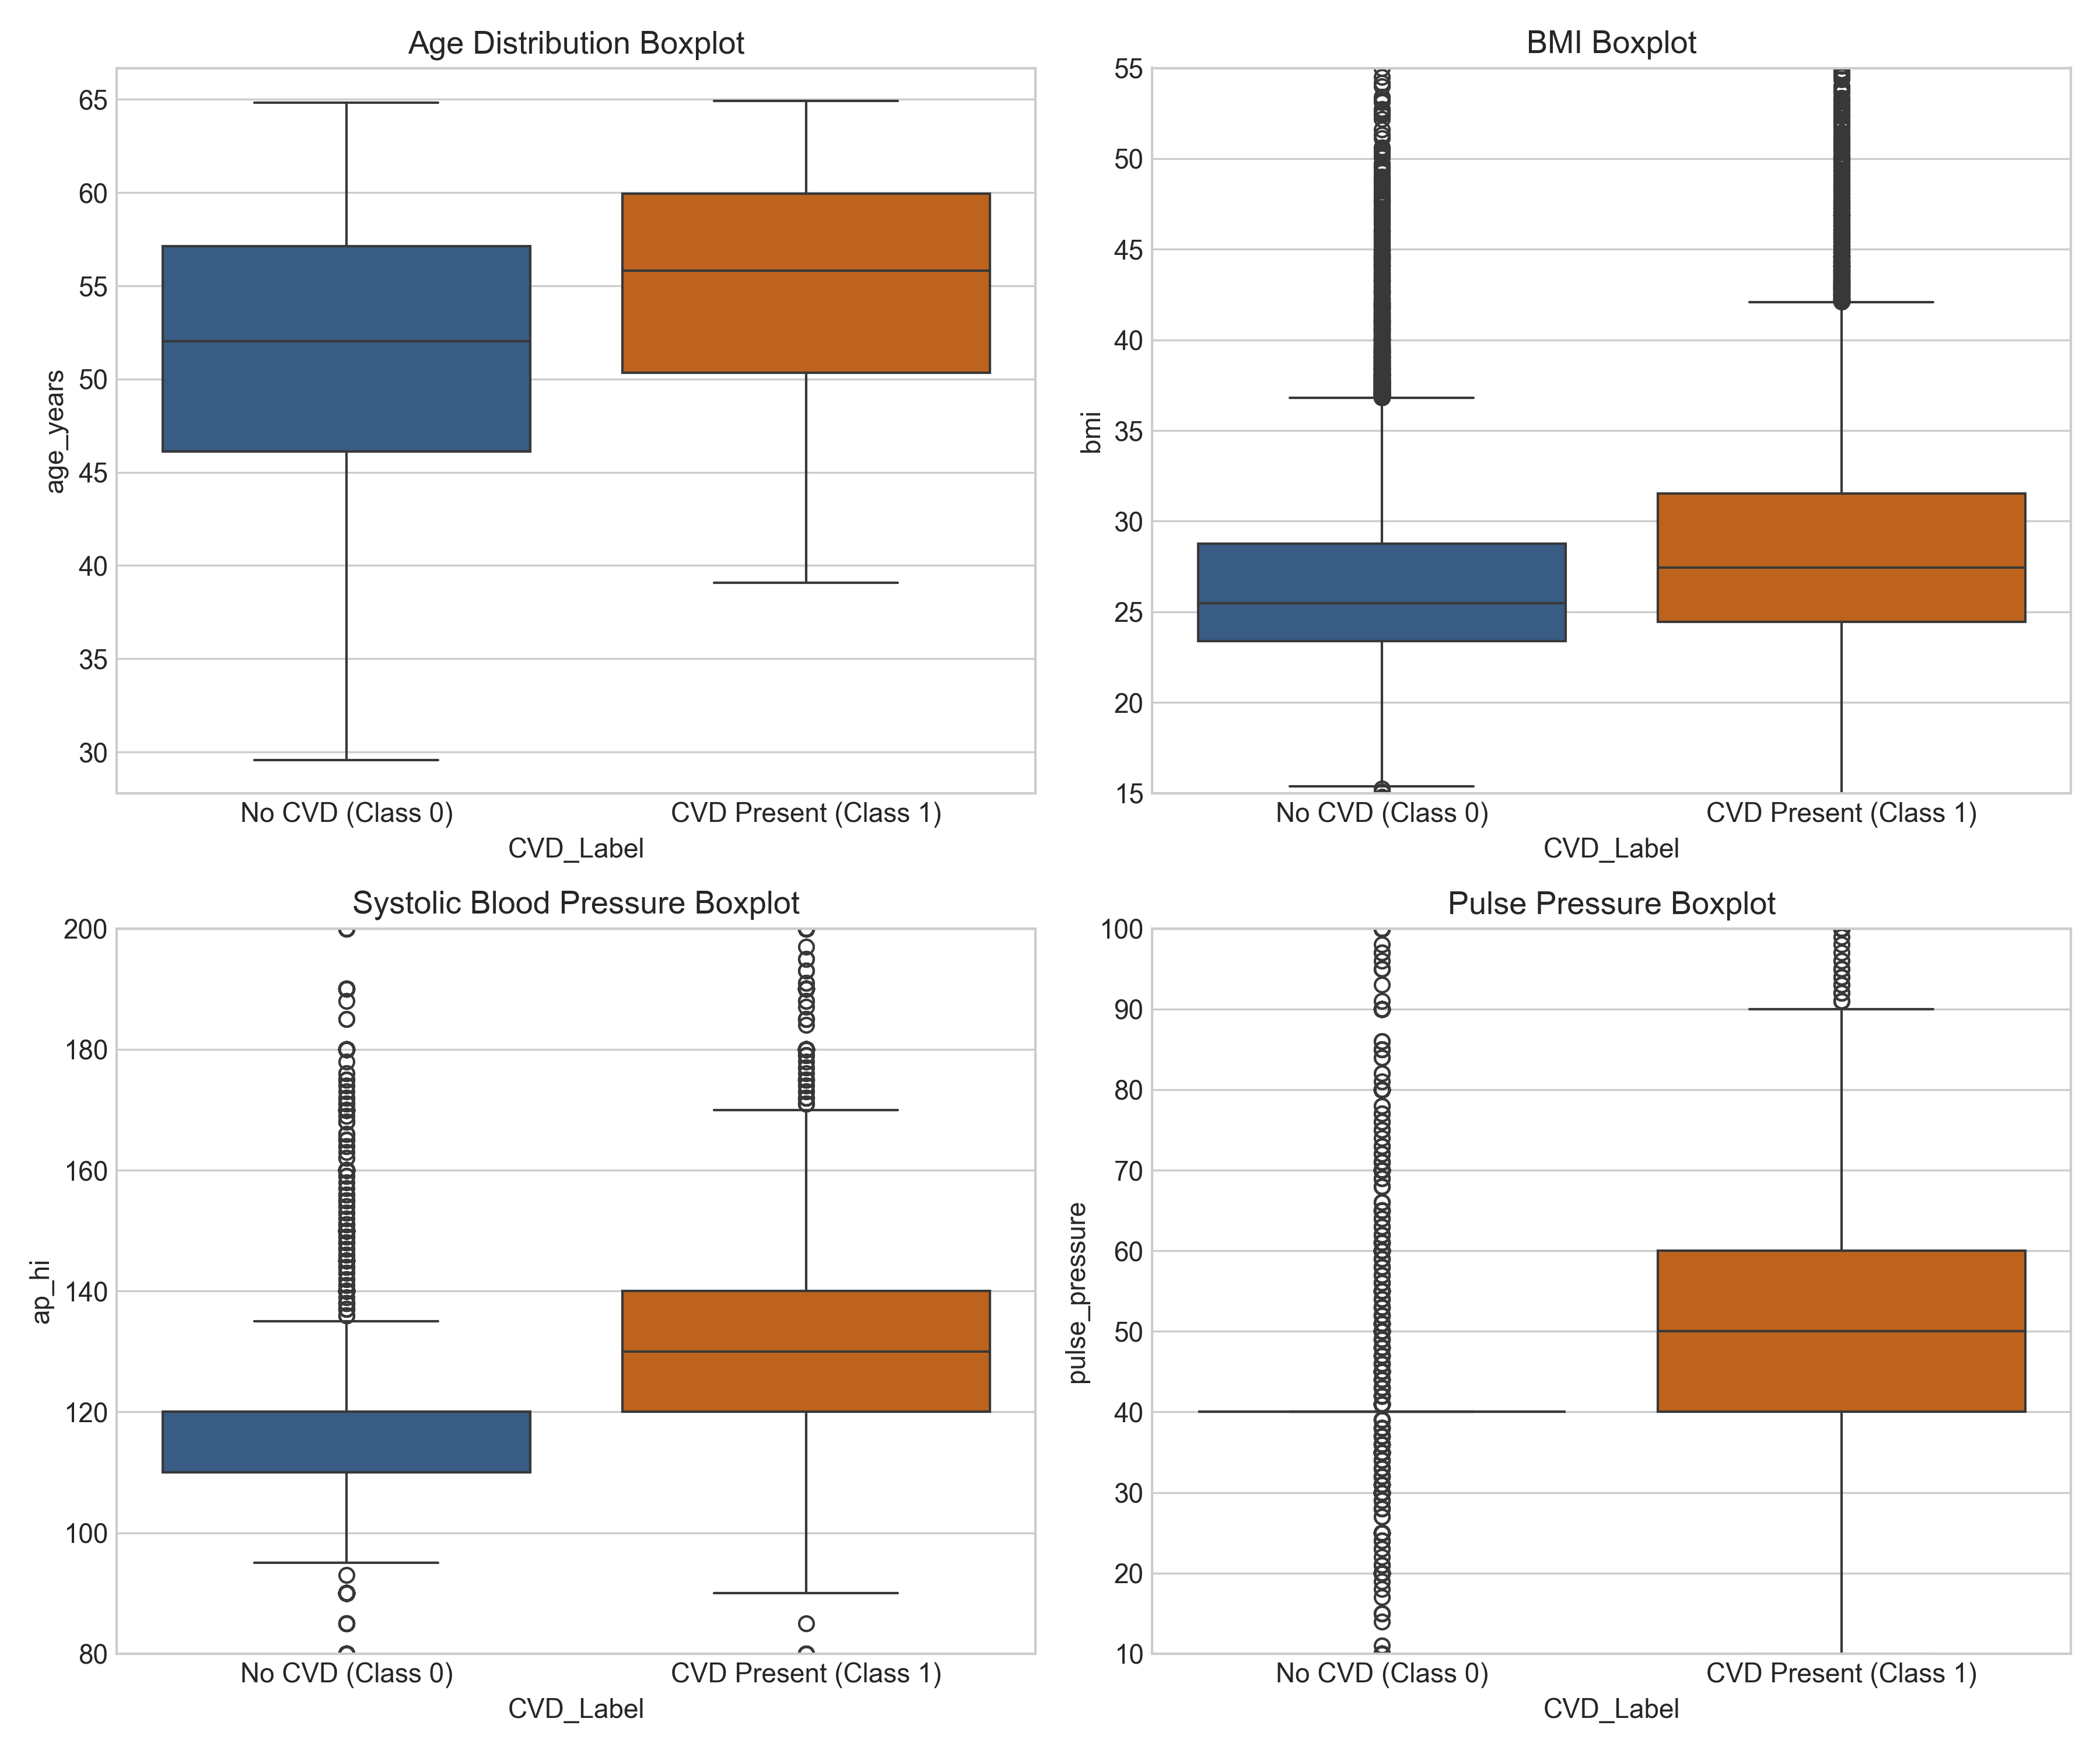 Age Distribution Boxplot
65
60
55
50
45
40
35
30
age_years
No CVD (Class 0) CVD Present (Class 1)
CVD_Label
BMI Boxplot
55
50
45
40
35
30
25
20
15
bmi
No CVD (Class 0) CVD Present (Class 1)
CVD_Label
Systolic Blood Pressure Boxplot
200
180
160
140
120
100
80
ap_hi
No CVD (Class 0) CVD Present (Class 1)
CVD_Label
Pulse Pressure Boxplot
100
90
80
70
60
50
40
30
20
10
pulse_pressure
No CVD (Class 0) CVD Present (Class 1)
CVD_Label